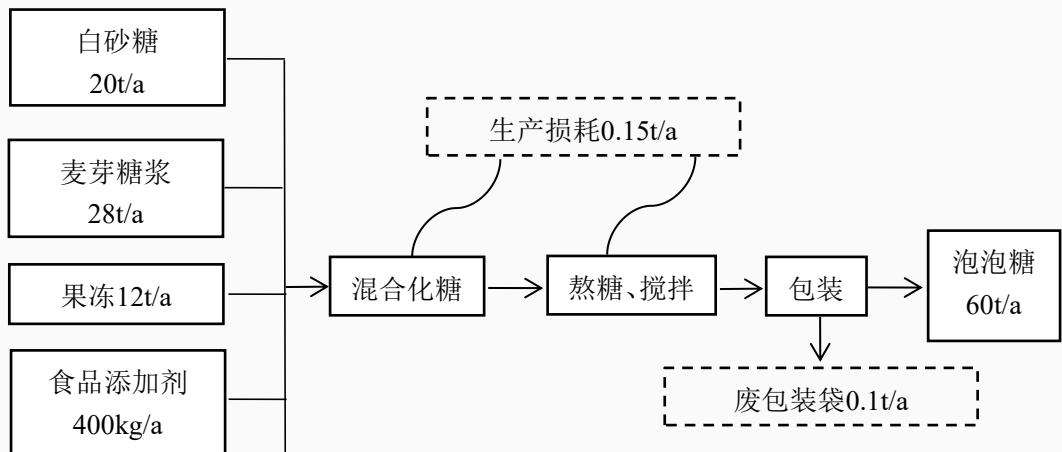 白砂糖
20t/a
生产损耗0.15t/a
麦芽糖浆
28t/a
果冻12t/a
混合化糖
熬糖、搅拌
包装
泡泡糖
60t/a
食品添加剂
400kg/a
废包装袋0.1t/a